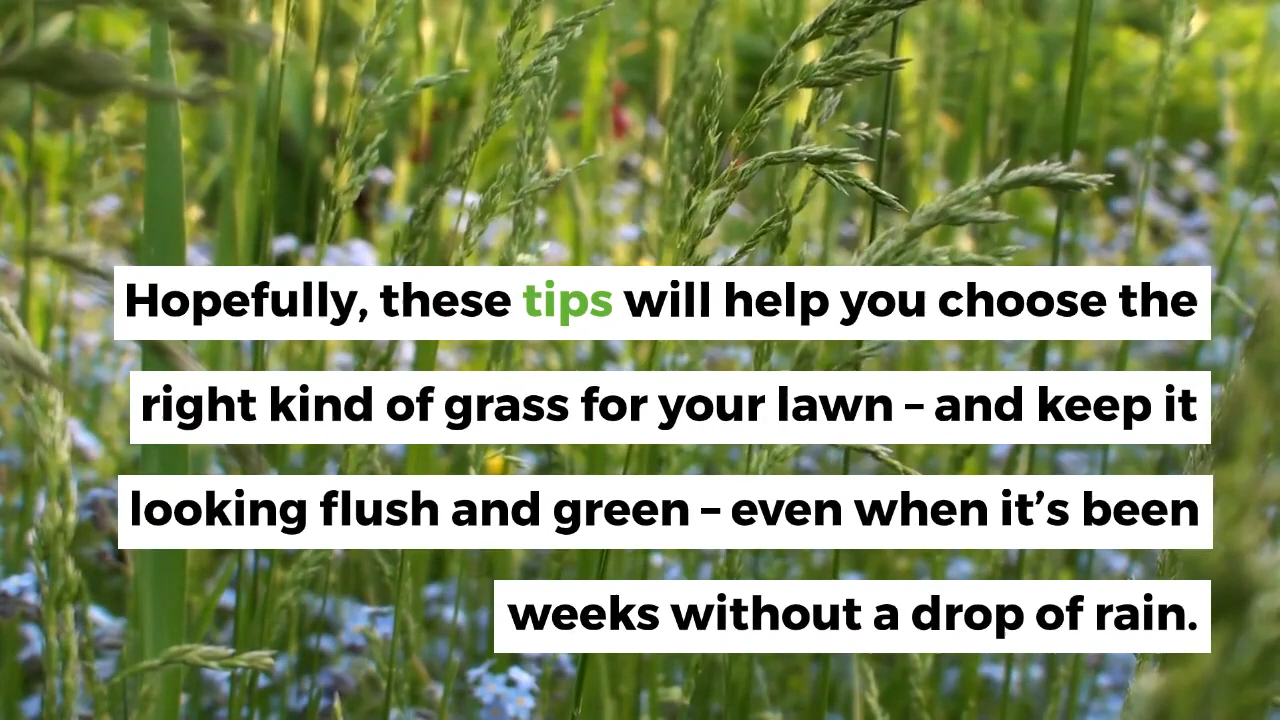 Hopefully, these tips will help you choose the
right kind of grass for your lawn – and keep it
looking flush and green – even when it’s been
weeks without a drop of rain.